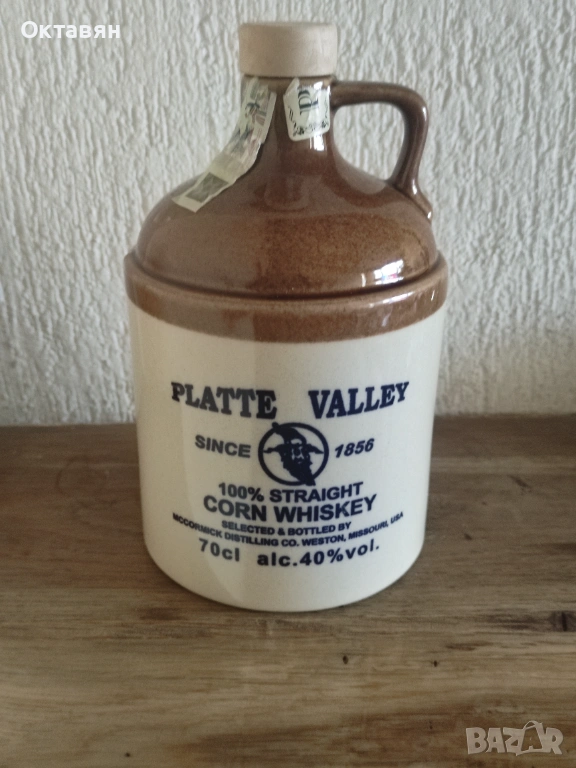 Октавян
PLATTE VALLEY
SINCE 1856
100% STRAIGHT
CORN WHISKEY
SELECTED & BOTTLED BY
MCCORMICK DISTILLING CO. WESTON, MISSOURI, USA
70cl alc.40%vol.
BAZAR